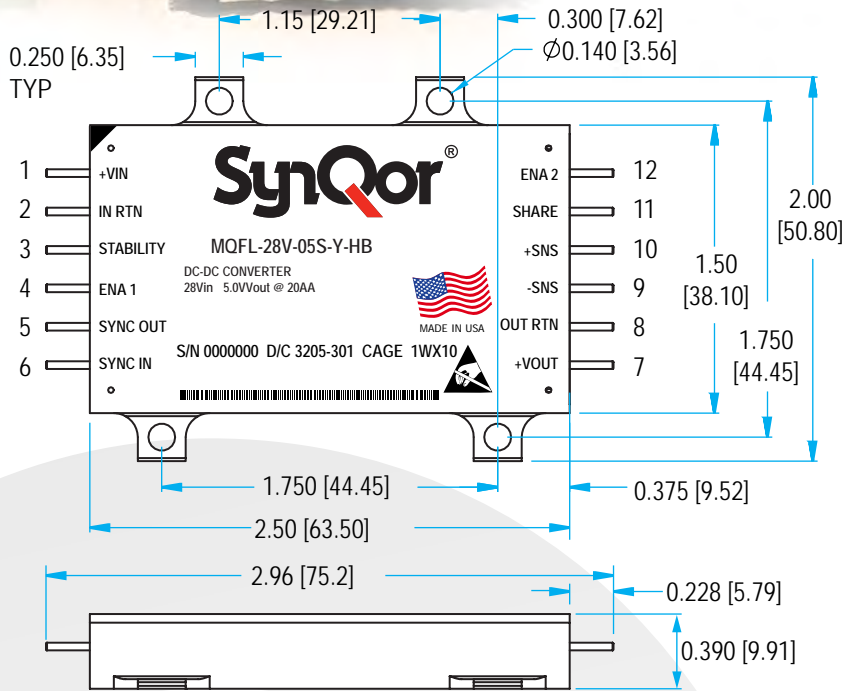 1.15 [29.21]
0.300 [7.62]
0.250 [6.35]
TYP
Ø0.140 [3.56]
SynQor®
1 +VIN
2 IN RTN
3 STABILITY
4 ENA 1
5 SYNC OUT
6 SYNC IN
MQFL-28V-05S-Y-HB
DC-DC CONVERTER
28Vin 5.0VVout @ 20AA
MADE IN USA
S/N 0000000 D/C 3205-301 CAGE 1WX10
ENA 2 12
SHARE 11
+SNS 10
-SNS 9
OUT RTN 8
+VOUT 7
2.00
[50.80]
1.50
[38.10]
1.750
[44.45]
1.750 [44.45]
0.375 [9.52]
2.50 [63.50]
2.96 [75.2]
0.228 [5.79]
0.390 [9.91]